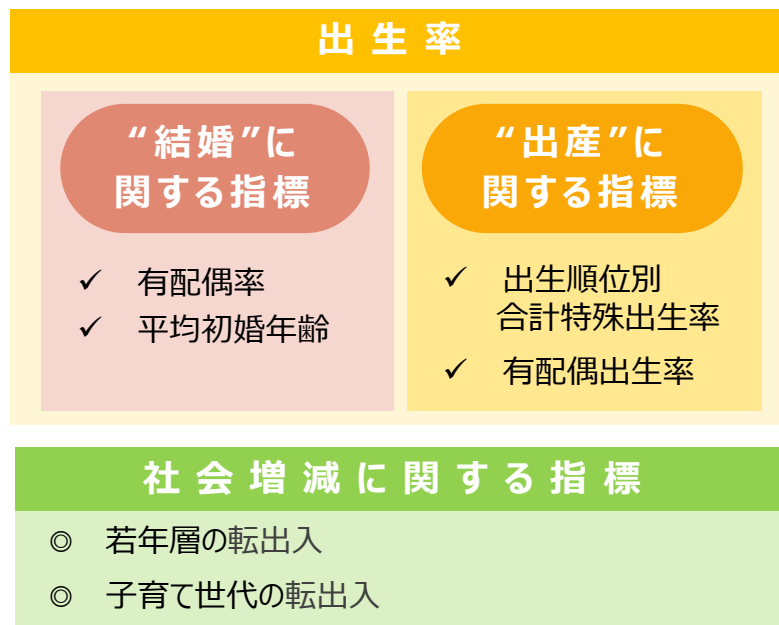 出生率
“結婚”に
関する指標
✓ 有配偶率
✓ 平均初婚年齢
“出産”に
関する指標
✓ 出生順位別
合計特殊出生率
✓ 有配偶出生率
社会増減に関する指標
◎ 若年層の転出入
◎ 子育て世代の転出入